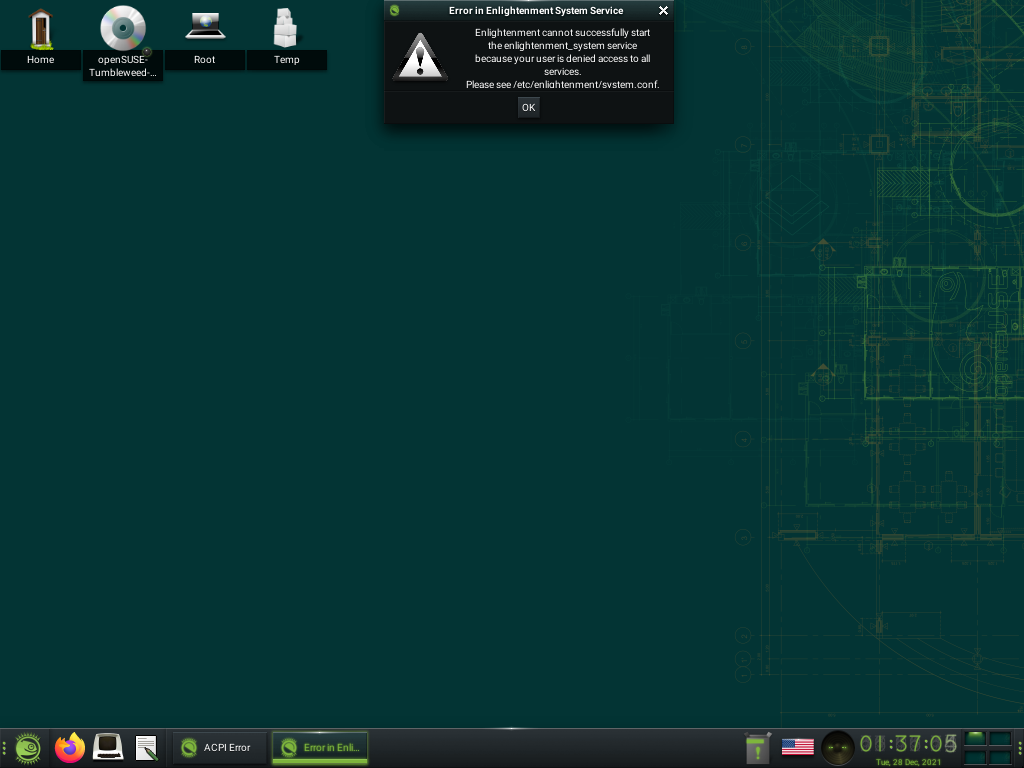 Error in Enlightenment System Service
Enlightenment cannot successfully start
the enlightenment_system service
because your user is denied access to all
services.
Please see /etc/enlightenment/system.conf.
OK
Home
openSUSE-
Tumbleweed-...
Root
Temp
ACPI Error
Error in Enli...
01:37:05
Tue, 28 Dec, 2021